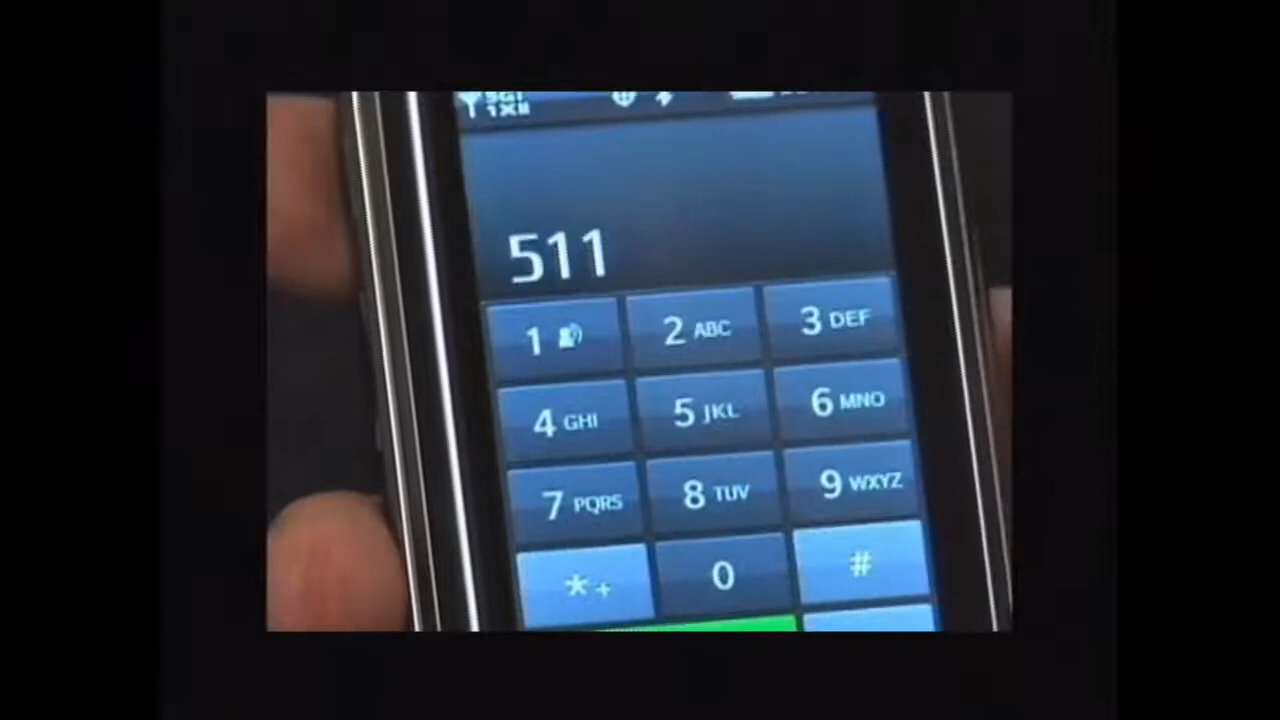 1X
511
1 2 ABC 3 DEF
4 GHI 5 JKL 6 MNO
7 PQRS 8 TUV 9 WXYZ
*+ 0 #